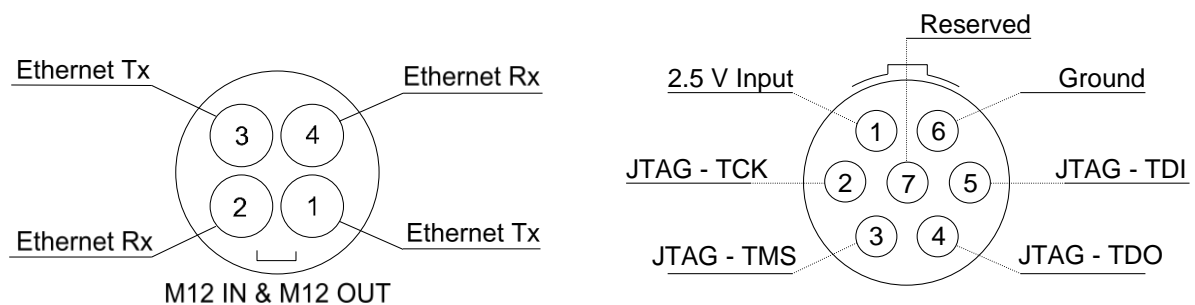 Ethernet Tx
Ethernet Rx
3
4
2
1
Ethernet Rx
Ethernet Tx
M12 IN & M12 OUT
Reserved
2.5 V Input
Ground
1
6
JTAG - TCK
2
7
5
JTAG - TDI
3
4
JTAG - TMS
JTAG - TDO